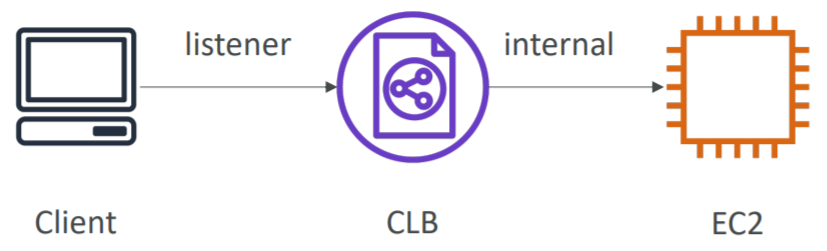 listener
internal
Client
CLB
EC2